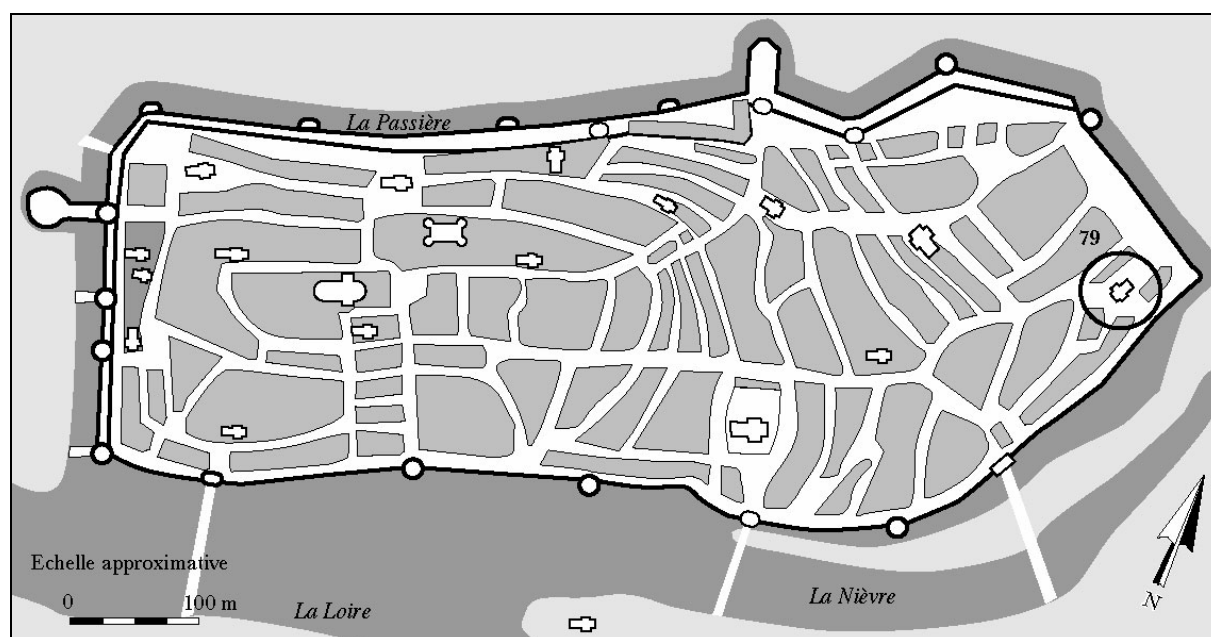 La Passière
79
Echelle approximative
0 100 m
La Loire
La Nièvre
N